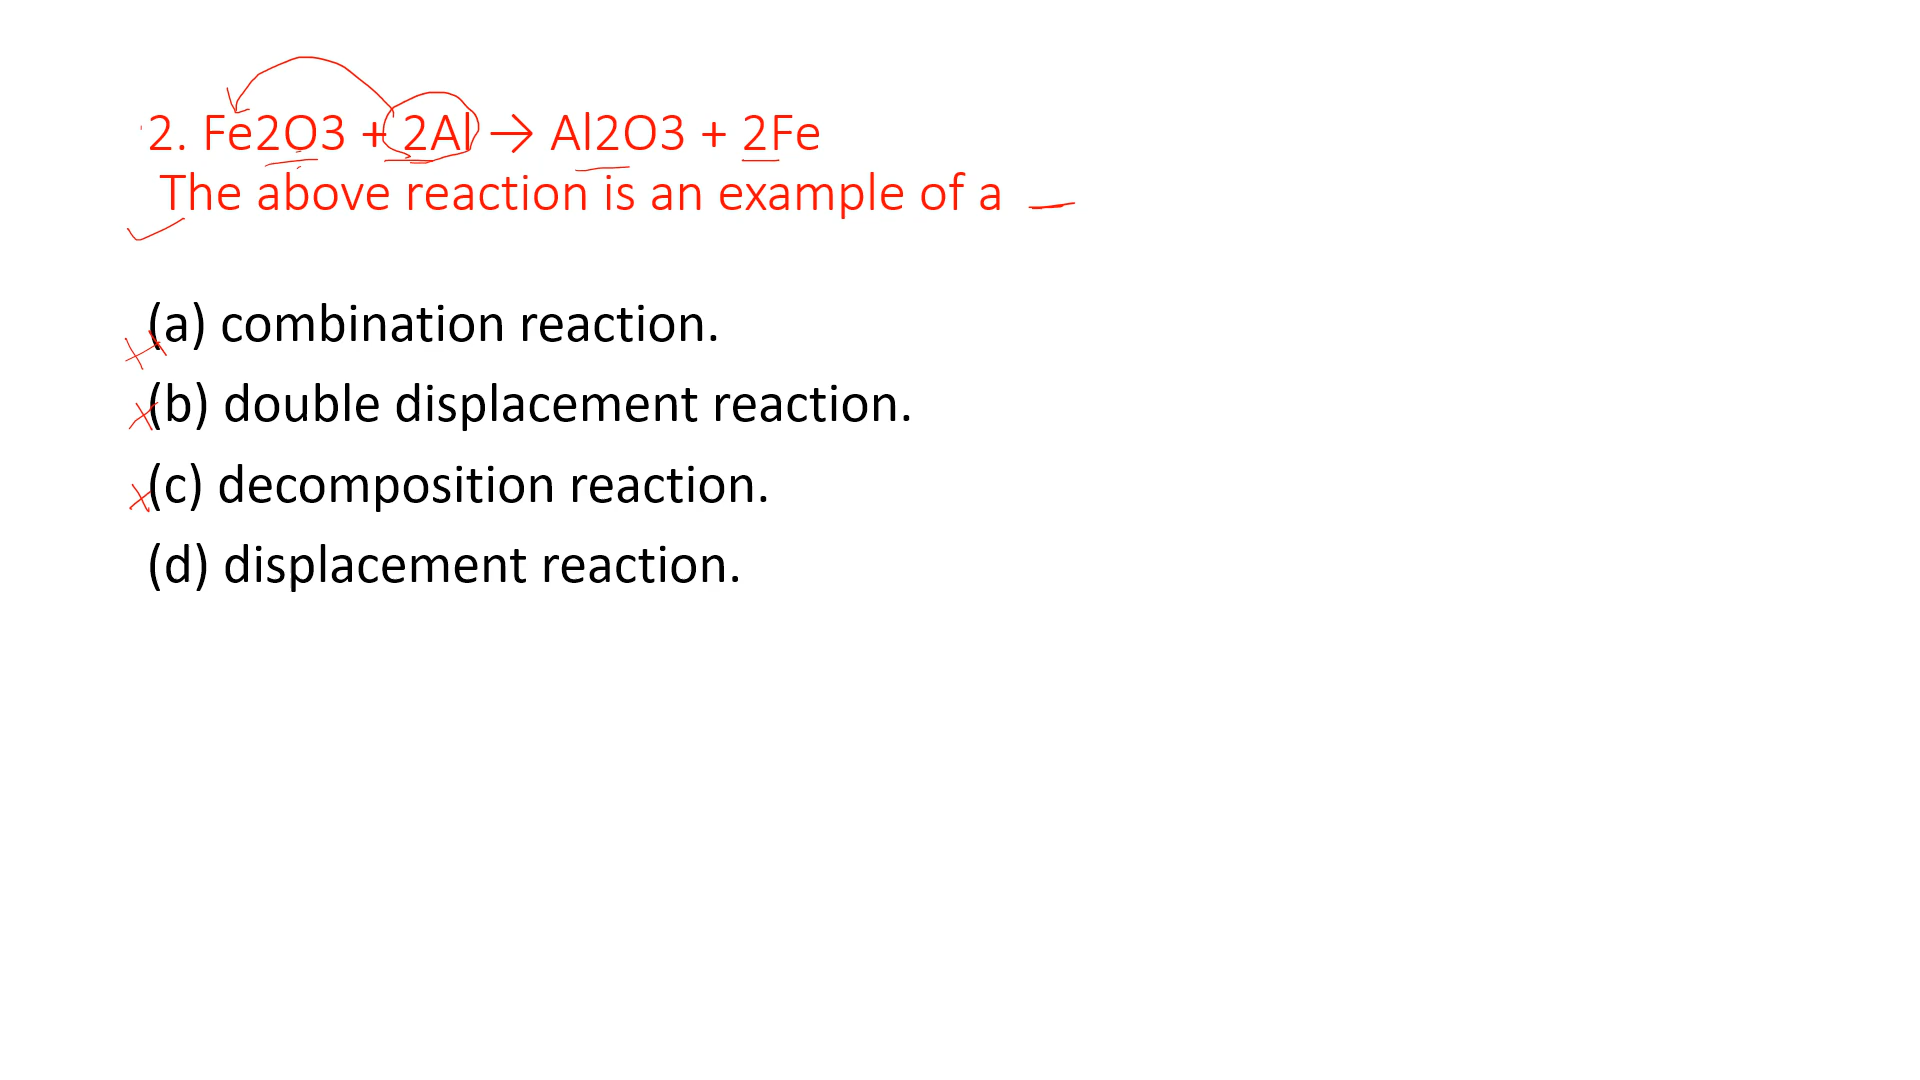 2. Fe2O3 + 2Al → Al2O3 + 2Fe
The above reaction is an example of a
(a) combination reaction.
(b) double displacement reaction.
(c) decomposition reaction.
(d) displacement reaction.